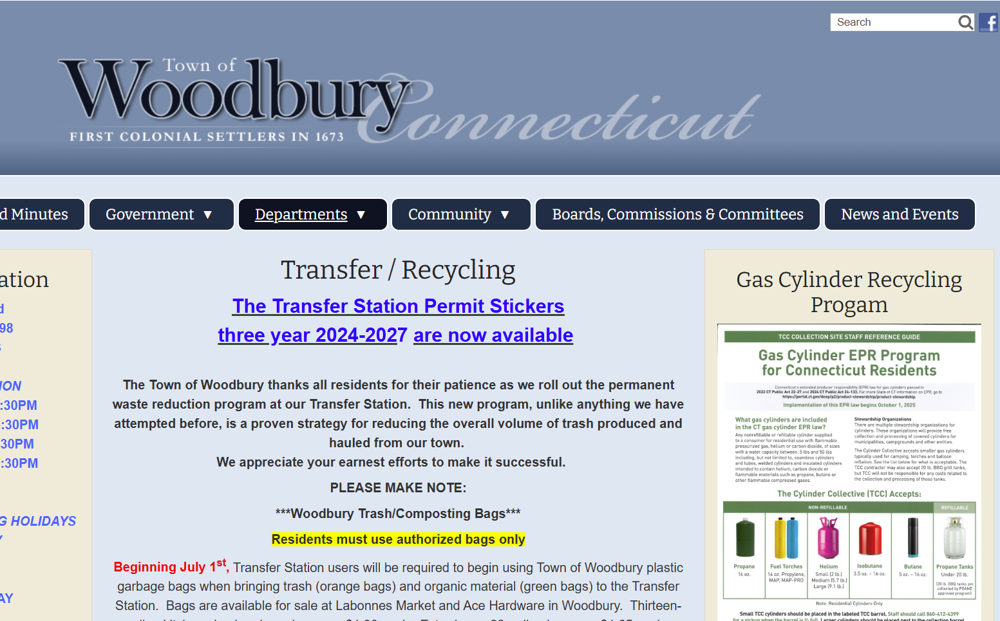 Search
Town of
Woodbury
Connecticut
FIRST COLONIAL SETTLERS IN 1673
d Minutes
Government ▼
Departments ▼
Community ▼
Boards, Commissions & Committees
News and Events
ation
d
98
ION
:30PM
:30PM
30PM
:30PM
G HOLIDAYS
Y
AY
Transfer / Recycling
The Transfer Station Permit Stickers
three year 2024-2027 are now available
The Town of Woodbury thanks all residents for their patience as we roll out the permanent
waste reduction program at our Transfer Station.  This new program, unlike anything we have
attempted before, is a proven strategy for reducing the overall volume of trash produced and
hauled from our town.
We appreciate your earnest efforts to make it successful.
PLEASE MAKE NOTE:
***Woodbury Trash/Composting Bags***
Residents must use authorized bags only
Beginning July 1st, Transfer Station users will be required to begin using Town of Woodbury plastic
garbage bags when bringing trash (orange bags) and organic material (green bags) to the Transfer
Station.  Bags are available for sale at Labonnes Market and Ace Hardware in Woodbury.  Thirteen-
Gas Cylinder Recycling
Progam
TCC COLLECTION SITE STAFF REFERENCE GUIDE
Gas Cylinder EPR Program
for Connecticut Residents
Connecticut's extended producer responsibility (EPR) law for gas cylinders passed in
2022 CT Public Act 22-27 and 2024 CT Public Act 24-133. For more State of CT information on EPR, go to
https://portal.ct.gov/deep/p2/product-stewardship/product-stewardship.
Implementation of this EPR law begins October 1, 2025
What gas cylinders are included
in the CT gas cylinder EPR law?
Any nonrefillable or refillable cylinder supplied
to a consumer for residential use with flammable
pressurized gas, helium or carbon dioxide, of sizes
with a water capacity between .5 lbs and 50 lbs
including, but not limited to, seamless cylinders
and tubes, welded cylinders and insulated cylinders
intended to contain helium, carbon dioxide or
flammable materials such as propane, butane or
other flammable compressed gases.
Stewardship Organizations
There are multiple stewardship organizations for
cylinders. These organizations will provide free
collection and processing of covered cylinders for
municipalities, campgrounds and other entities.
The Cylinder Collective accepts smaller gas cylinders
typically used for camping, torches and balloon
inflation. See the list below for what is acceptable. The
TCC contractor may also accept 20 lb. BBQ grill tanks,
but TCC will not be responsible for any costs related to
the collection and processing of those tanks.
The Cylinder Collective (TCC) Accepts:
NON-REFILLABLE
REFILLABLE
Propane
16 oz.
Fuel Torches
14 oz. Propylene,
MAP, MAP-PRO
Helium
Small (2 lb.)
Medium (5.7 lb.)
Large (9.1 lb.)
Isobutane
3.5 oz. – 16 oz.
Butane
5 oz. – 16 oz.
Propane Tanks
Under 20 lb.
(20 lb. BBQ tanks are
collected by PGANE
approved program)
Note: Residential Cylinders Only
Small TCC cylinders should be placed in the labeled TCC barrel. Staff should call 860-412-4399
for a pickup when the barrel is ¾ full. Larger cylinders should be placed next to the collection barrel.